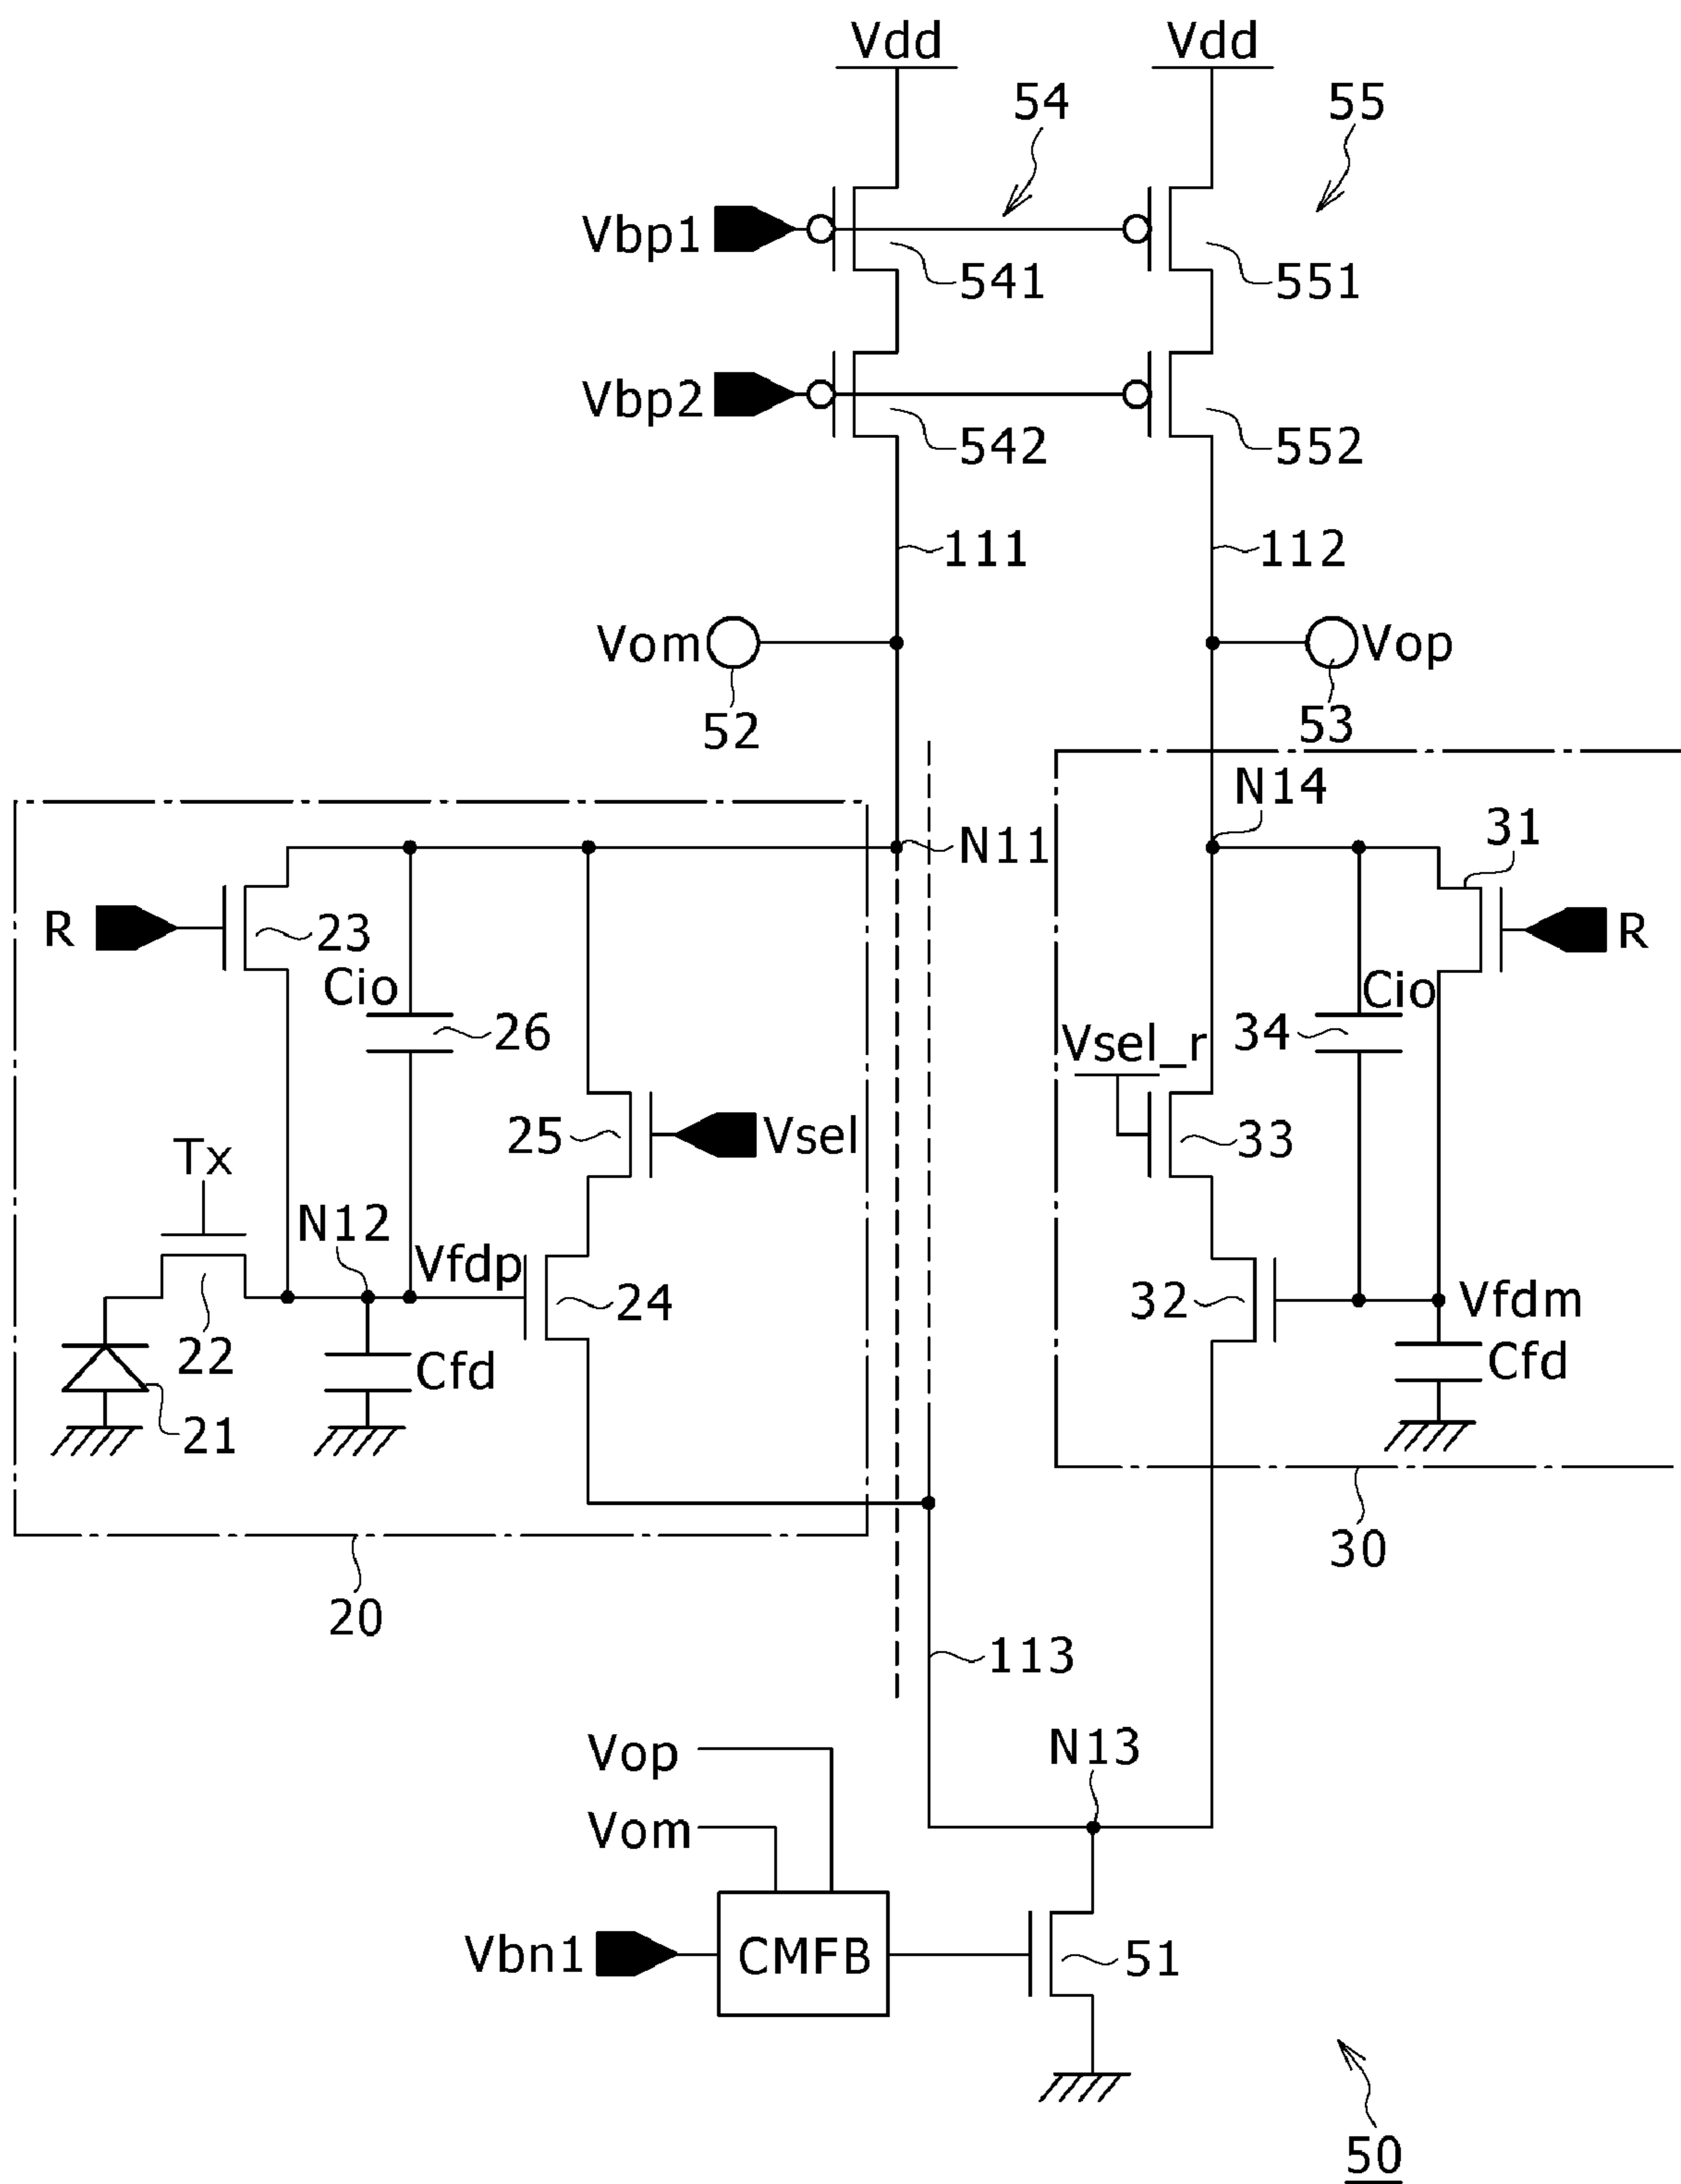 Vdd
Vdd
54
55
Vbp1
541
551
Vbp2
542
552
111
112
Vom
Vop
52
53
N14
31
N11
R
23
R
Cio
26
Cio
34
Vsel_r
25
Vsel
33
Tx
N12
Vfdp
24
32
Vfdm
22
Cfd
Cfd
21
30
20
113
Vop
N13
Vom
Vbn1
CMFB
51
50